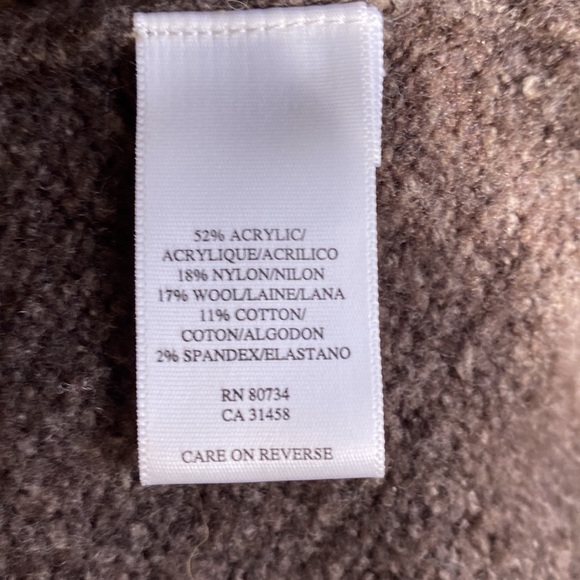 52% ACRYLIC/
ACRYLIQUE/ACRILICO
18% NYLON/NILON
17% WOOL/LAINE/LANA
11% COTTON/
COTON/ALGODON
2% SPANDEX/ELASTANO
RN 80734
CA 31458
CARE ON REVERSE